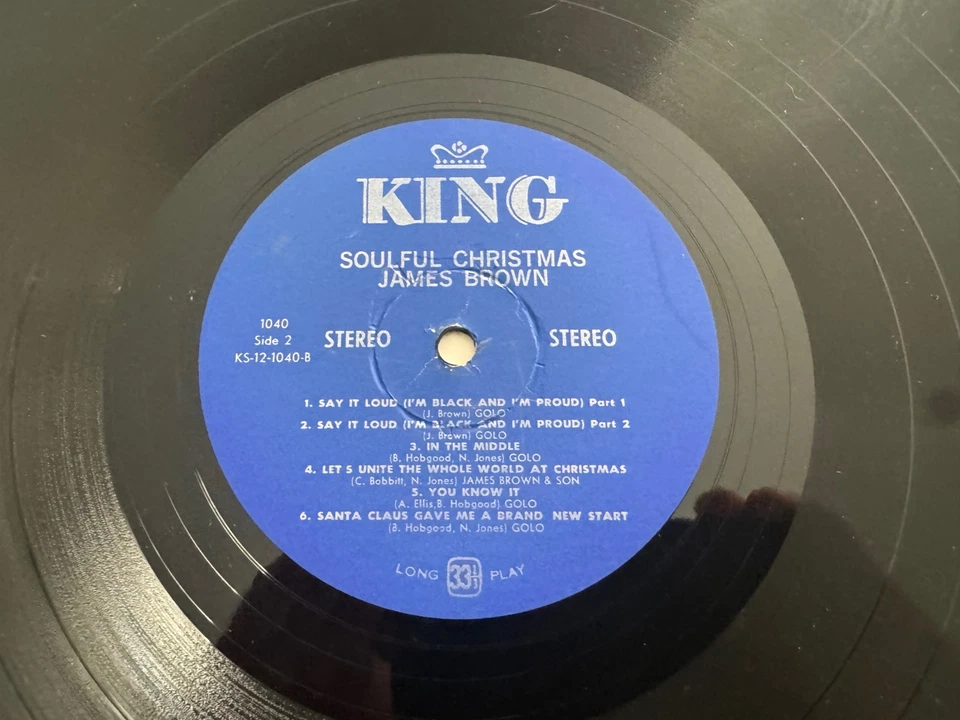 KING
SOULFUL CHRISTMAS
JAMES BROWN
1040
Side 2
KS-12-1040-B
STEREO
STEREO
1. SAY IT LOUD (I'M BLACK AND I'M PROUD) Part 1
(J. Brown) GOLO
2. SAY IT LOUD (I'M BLACK AND I'M PROUD) Part 2
(J. Brown) GOLO
3. IN THE MIDDLE
(B. Hobgood, N. Jones) GOLO
4. LET S UNITE THE WHOLE WORLD AT CHRISTMAS
(C. Bobbitt, N. Jones) JAMES BROWN & SON
5. YOU KNOW IT
(A. Ellis,B. Hobgood) GOLO
6. SANTA CLAUS GAVE ME A BRAND NEW START
(B. Hobgood, N. Jones) GOLO
LONG 33 1/3 PLAY